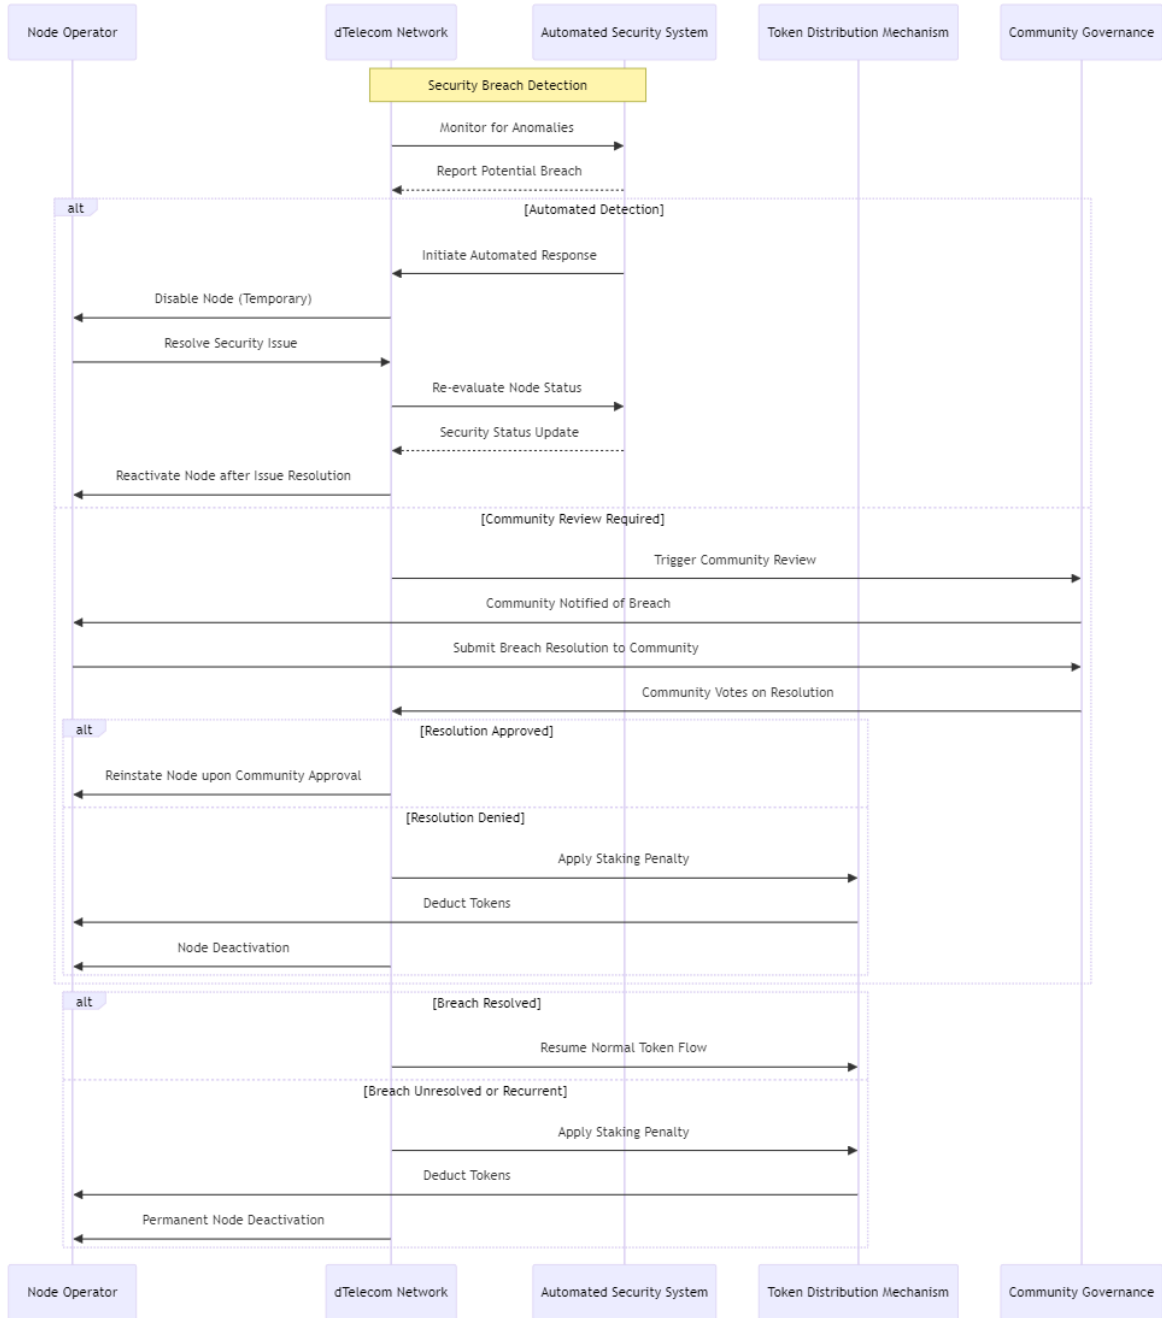 Node Operator
dTelecom Network
Automated Security System
Token Distribution Mechanism
Community Governance
Security Breach Detection
Monitor for Anomalies
Report Potential Breach
alt
[Automated Detection]
Initiate Automated Response
Disable Node (Temporary)
Resolve Security Issue
Re-evaluate Node Status
Security Status Update
Reactivate Node after Issue Resolution
[Community Review Required]
Trigger Community Review
Community Notified of Breach
Submit Breach Resolution to Community
Community Votes on Resolution
alt
[Resolution Approved]
Reinstate Node upon Community Approval
[Resolution Denied]
Apply Staking Penalty
Deduct Tokens
Node Deactivation
alt
[Breach Resolved]
Resume Normal Token Flow
[Breach Unresolved or Recurrent]
Apply Staking Penalty
Deduct Tokens
Permanent Node Deactivation
Node Operator
dTelecom Network
Automated Security System
Token Distribution Mechanism
Community Governance